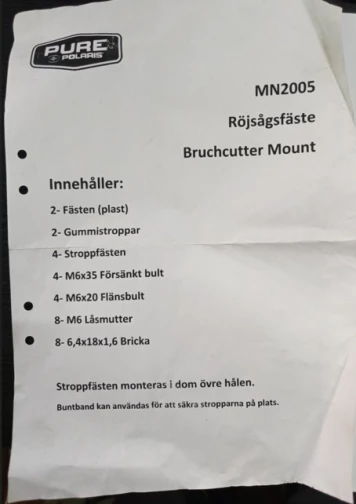 PURE
POLARIS
MN2005
Röjsågsfäste
Bruchcutter Mount
Innehåller:
2- Fästen (plast)
2- Gummistroppar
4- Stroppfästen
4- M6x35 Försänkt bult
4- M6x20 Flänsbult
8- M6 Låsmutter
8- 6,4x18x1,6 Bricka
Stroppfästen monteras i dom övre hålen.
Buntband kan användas för att säkra stropparna på plats.